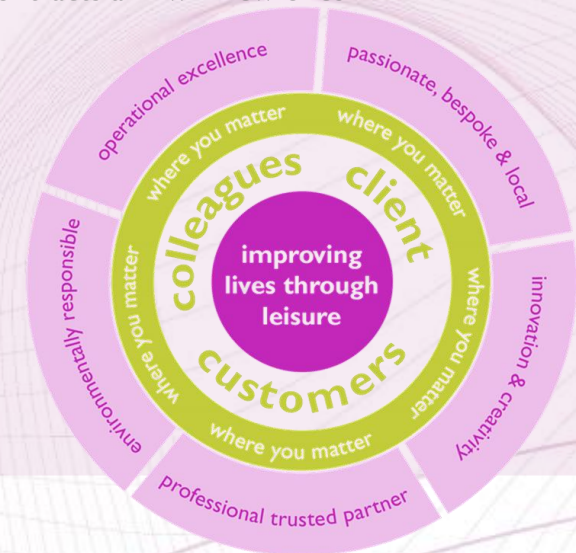 operational excellence
passionate, bespoke & local
innovation & creativity
professional trusted partner
environmentally responsible
where you matter
where you matter
where you matter
where you matter
where you matter
colleagues
client
customers
improving
lives through
leisure